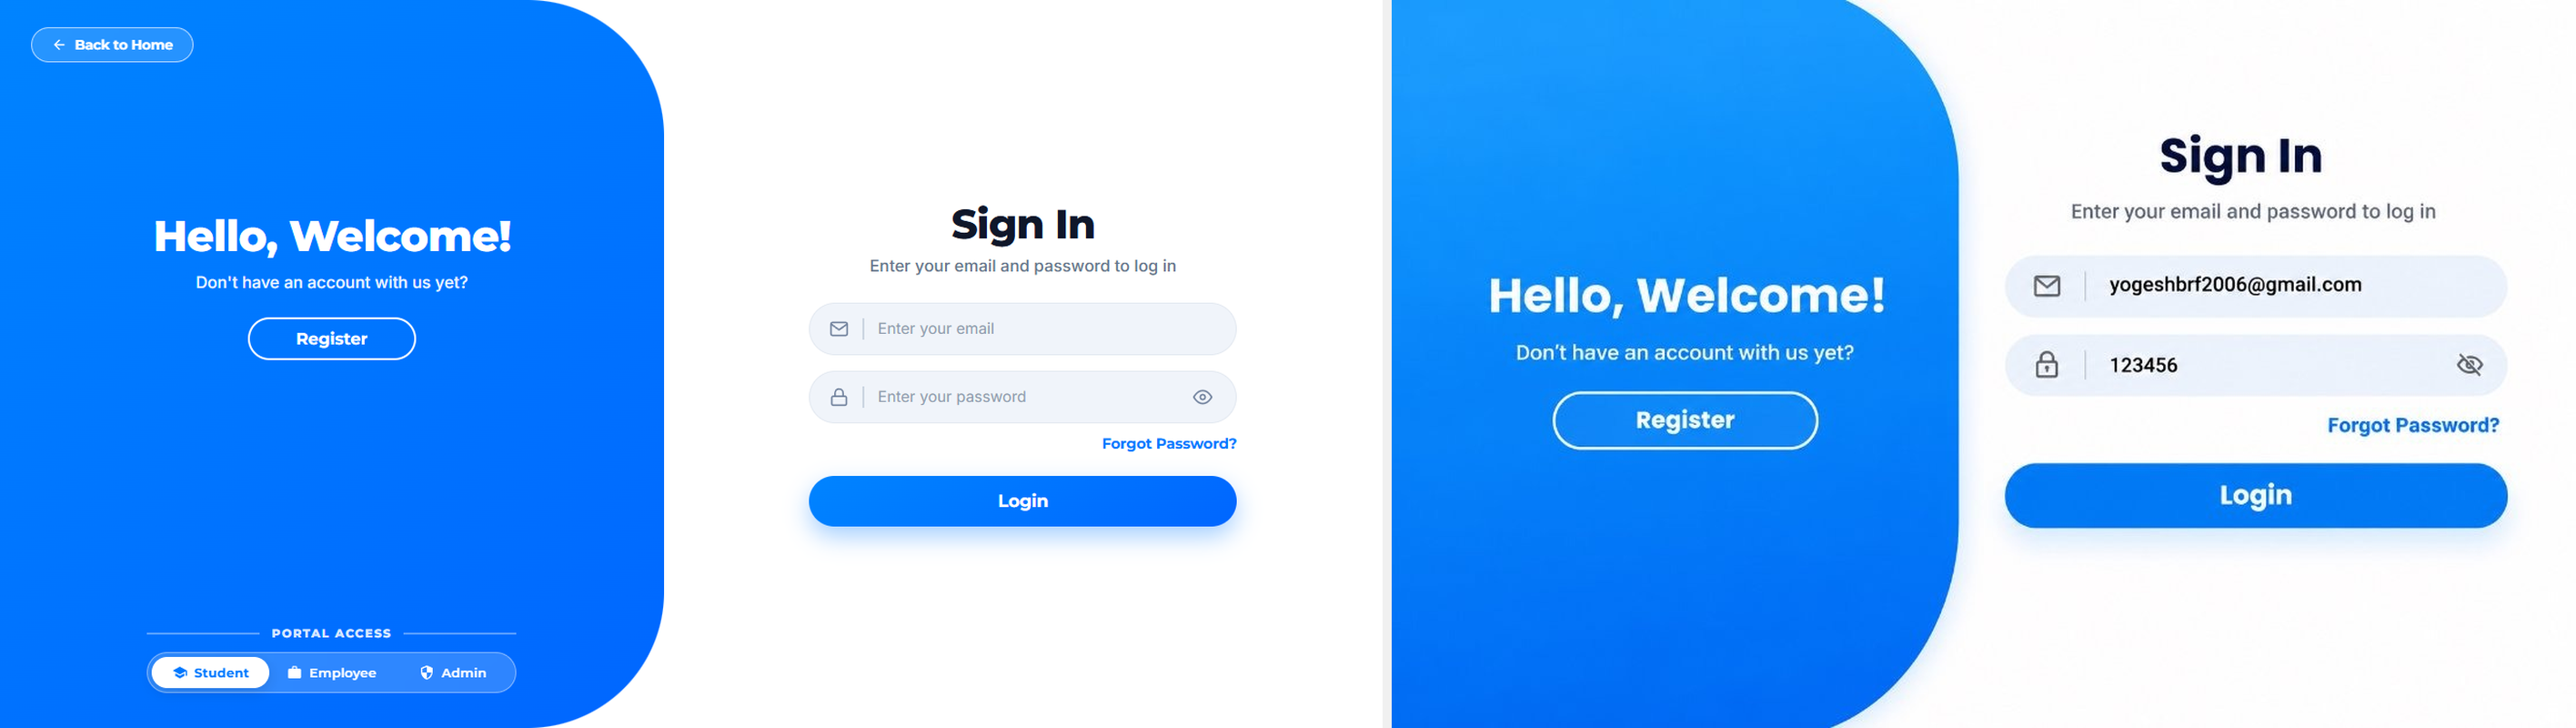 Back to Home
Hello, Welcome!
Don't have an account with us yet?
Register
PORTAL ACCESS
Student
Employee
Admin
Sign In
Enter your email and password to log in
Enter your email
Enter your password
Forgot Password?
Login
Hello, Welcome!
Don’t have an account with us yet?
Register
Sign In
Enter your email and password to log in
yogeshbrf2006@gmail.com
123456
Forgot Password?
Login